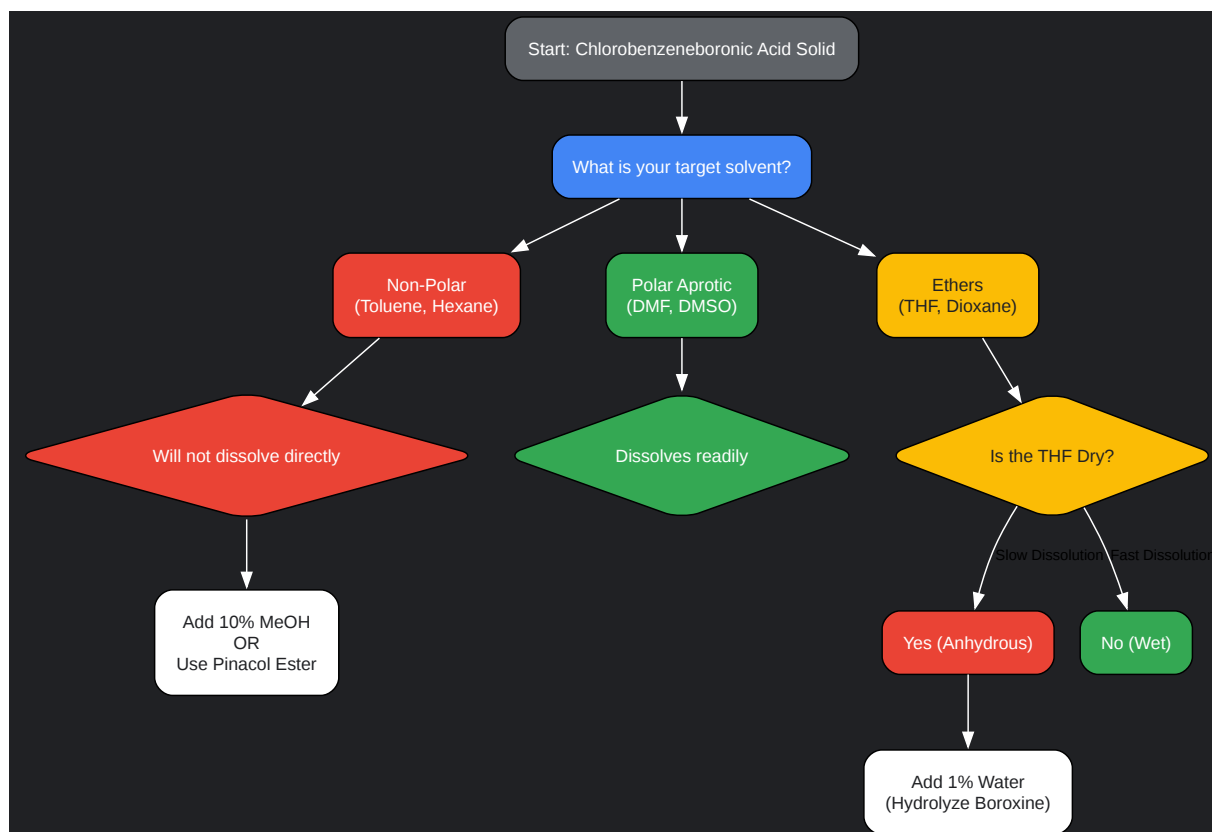 Start: Chlorobenzeneboronic Acid Solid
What is your target solvent?
Non-Polar
(Toluene, Hexane)
Polar Aprotic
(DMF, DMSO)
Ethers
(THF, Dioxane)
Will not dissolve directly
Dissolves readily
Is the THF Dry?
Slow Dissolution
Fast Dissolution
Add 10% MeOH
OR
Use Pinacol Ester
Yes (Anhydrous)
No (Wet)
Add 1% Water
(Hydrolyze Boroxine)